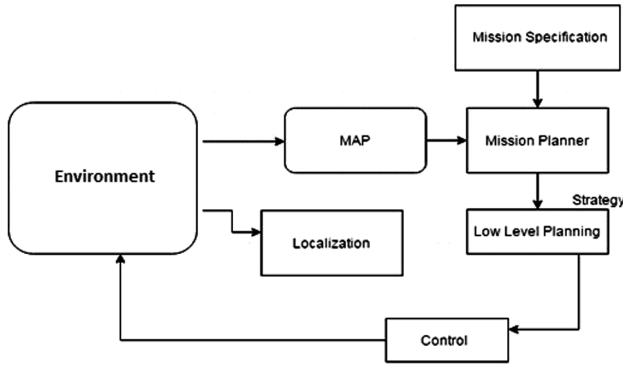 Mission Specification
Environment
MAP
Mission Planner
Strategy
Localization
Low Level Planning
Control